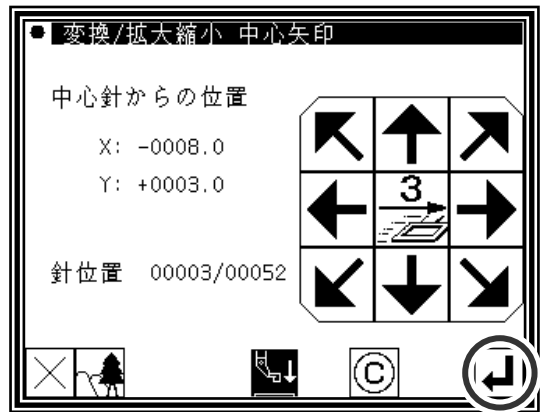 変換/拡大縮小 中心矢印
中心針からの位置
X: -0008.0
Y: +0003.0
3
針位置 00003/00052
©